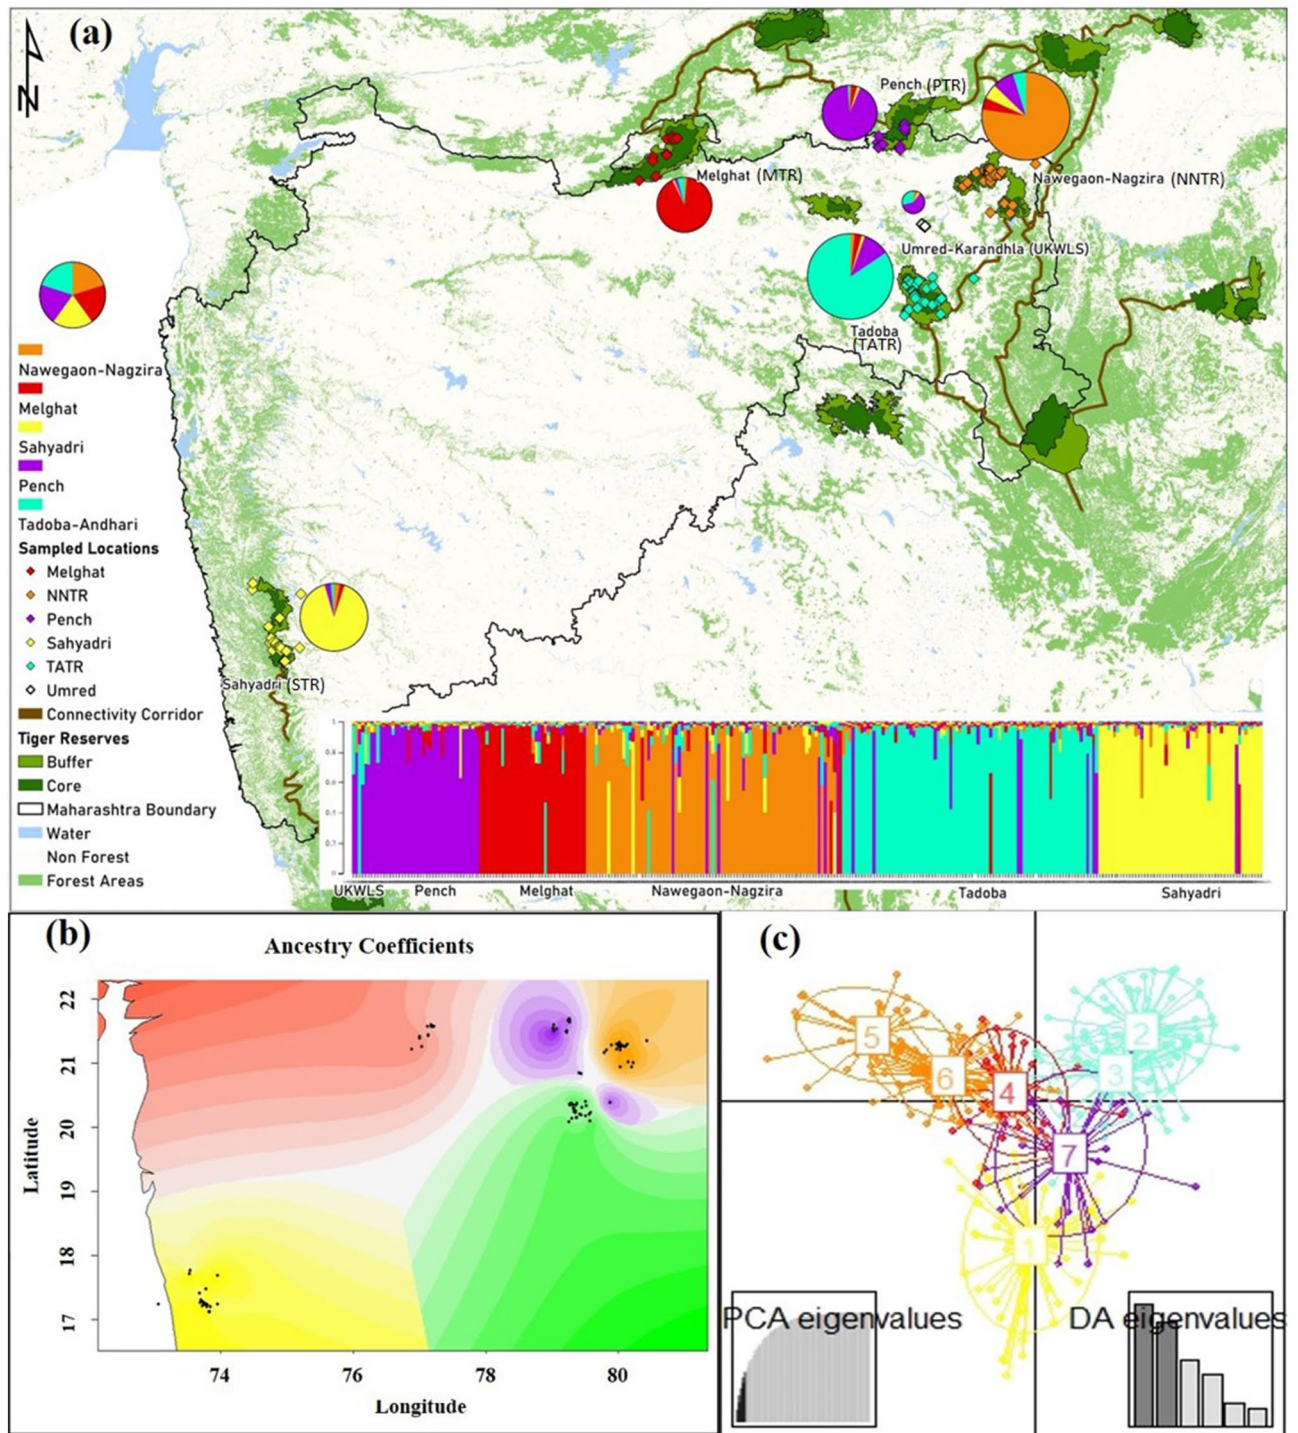 (a)
N
Pench (PTR)
Melghat (MTR)
Nawegaon-Nagzira (NNTR)
Umred-Karandhla (UKWLS)
Tadoba
(TATR)
Nawegaon-Nagzira
Melghat
Sahyadri
Pench
Tadoba-Andhari
Sampled Locations
Melghat
NNTR
Pench
Sahyadri
TATR
Umred
Connectivity Corridor
Tiger Reserves
Buffer
Core
Maharashtra Boundary
Water
Non Forest
Forest Areas
Sahyadri (STR)
UKWLS Pench Melghat Nawegaon-Nagzira Tadoba Sahyadri
(b)
Ancestry Coefficients
Latitude
22
21
20
19
18
17
74 76 78 80
Longitude
(c)
5
6
4
2
3
7
1
PCA eigenvalues
DA eigenvalues